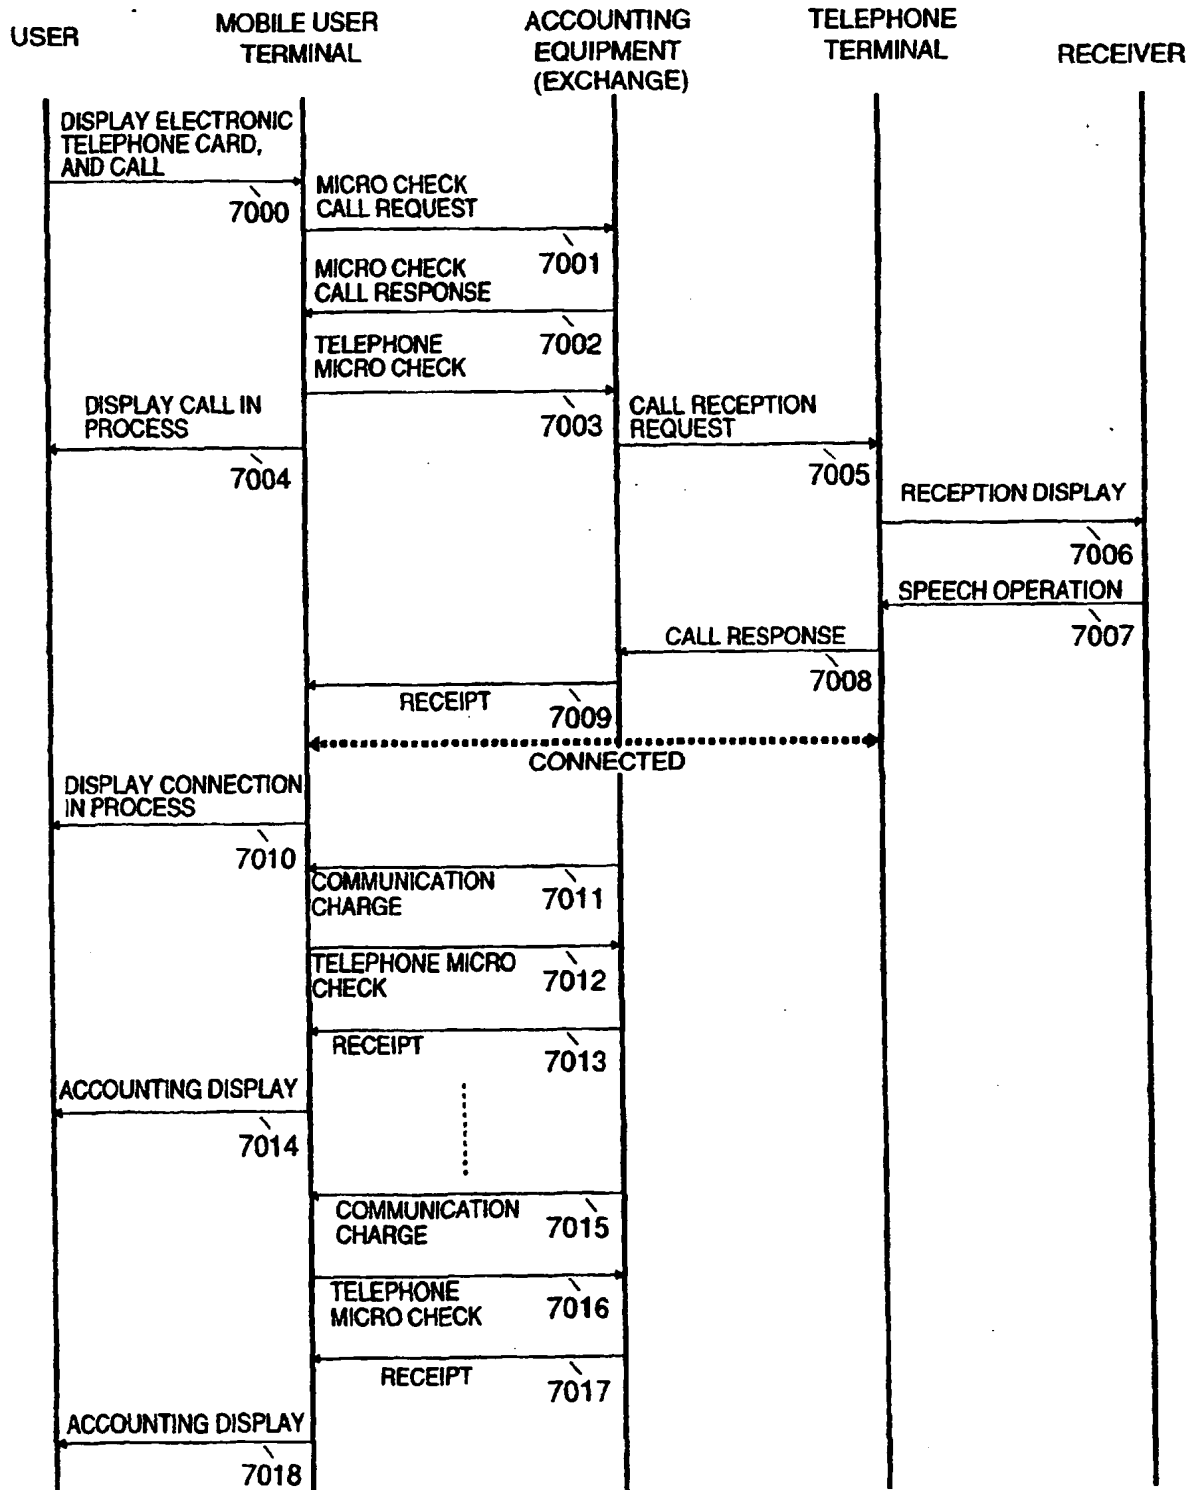 USER
MOBILE USER
TERMINAL
ACCOUNTING
EQUIPMENT
(EXCHANGE)
TELEPHONE
TERMINAL
RECEIVER
DISPLAY ELECTRONIC
TELEPHONE CARD,
AND CALL
7000
MICRO CHECK
CALL REQUEST
7001
MICRO CHECK
CALL RESPONSE
7002
TELEPHONE
MICRO CHECK
7003
DISPLAY CALL IN
PROCESS
7004
CALL RECEPTION
REQUEST
7005
RECEPTION DISPLAY
7006
SPEECH OPERATION
7007
CALL RESPONSE
7008
RECEIPT
7009
CONNECTED
DISPLAY CONNECTION
IN PROCESS
7010
COMMUNICATION
CHARGE
7011
TELEPHONE MICRO
CHECK
7012
RECEIPT
7013
ACCOUNTING DISPLAY
7014
COMMUNICATION
CHARGE
7015
TELEPHONE
MICRO CHECK
7016
RECEIPT
7017
ACCOUNTING DISPLAY
7018